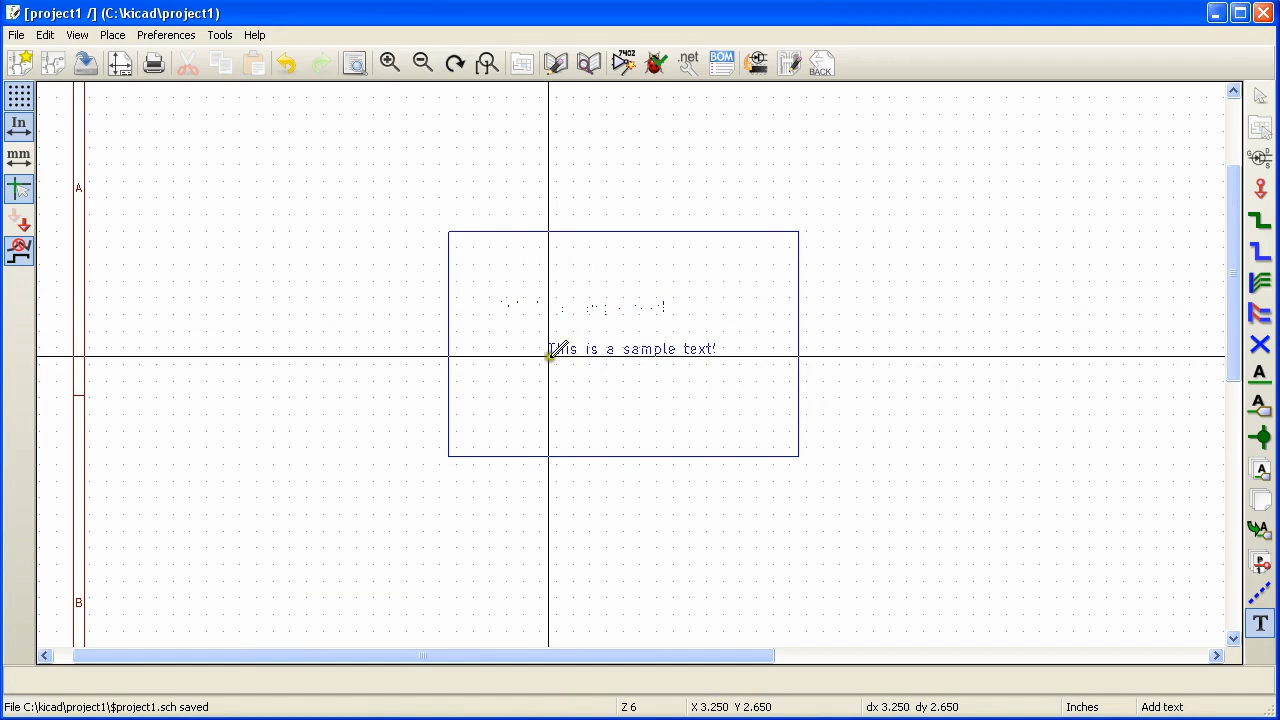 [project1 /] (C:\kicad\project1)
File Edit View Place Preferences Tools Help
7402 .net BOM BACK
In
mm
A
This is a sample text!
B
T
File C:\kicad\project1\$project1.sch saved Z 6 X 3.250 Y 2.650 dx 3.250 dy 2.650 Inches Add text